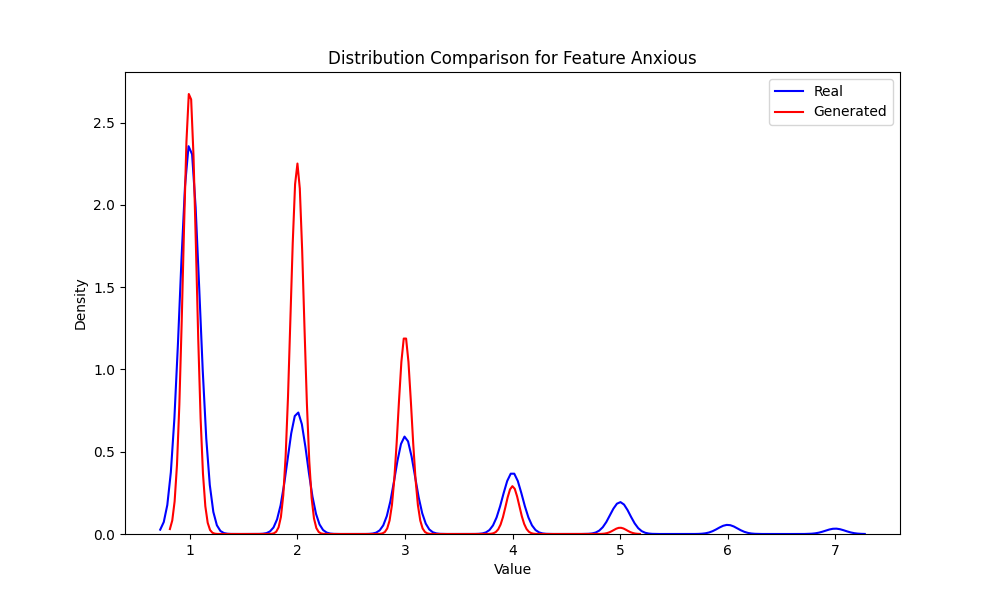 Distribution Comparison for Feature Anxious
Real
Generated
Density
2.5
2.0
1.5
1.0
0.5
0.0
1 2 3 4 5 6 7
Value